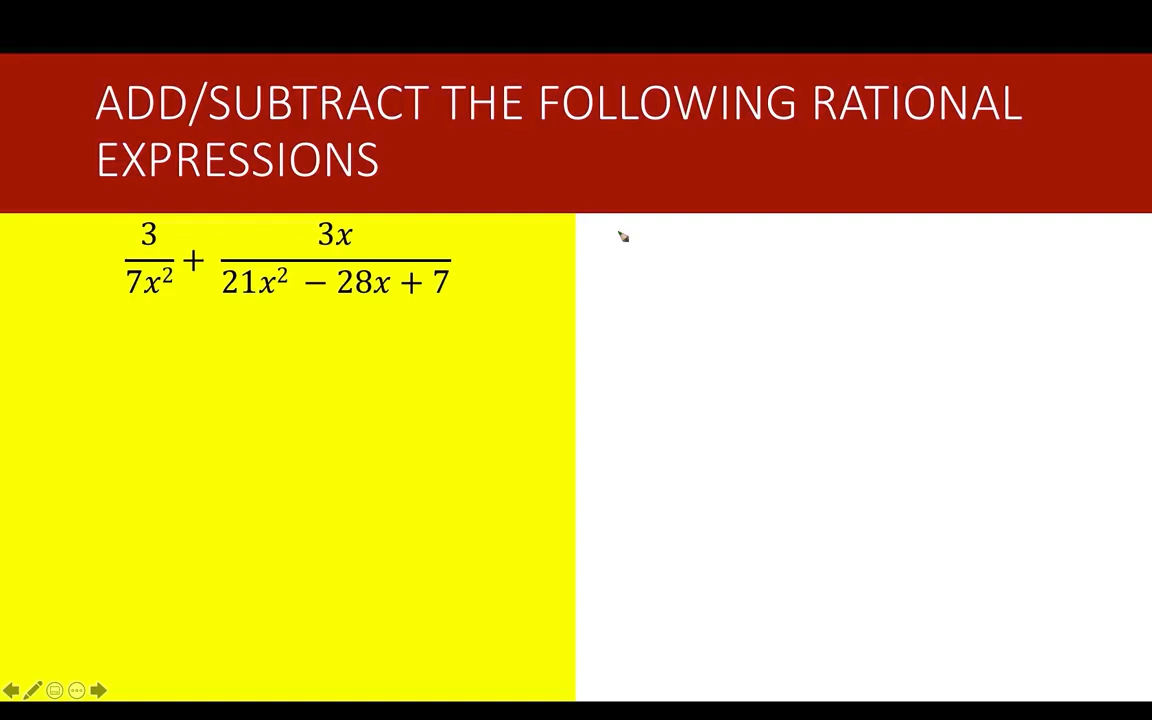 ADD/SUBTRACT THE FOLLOWING RATIONAL
EXPRESSIONS
3/7x² + 3x/21x² − 28x + 7